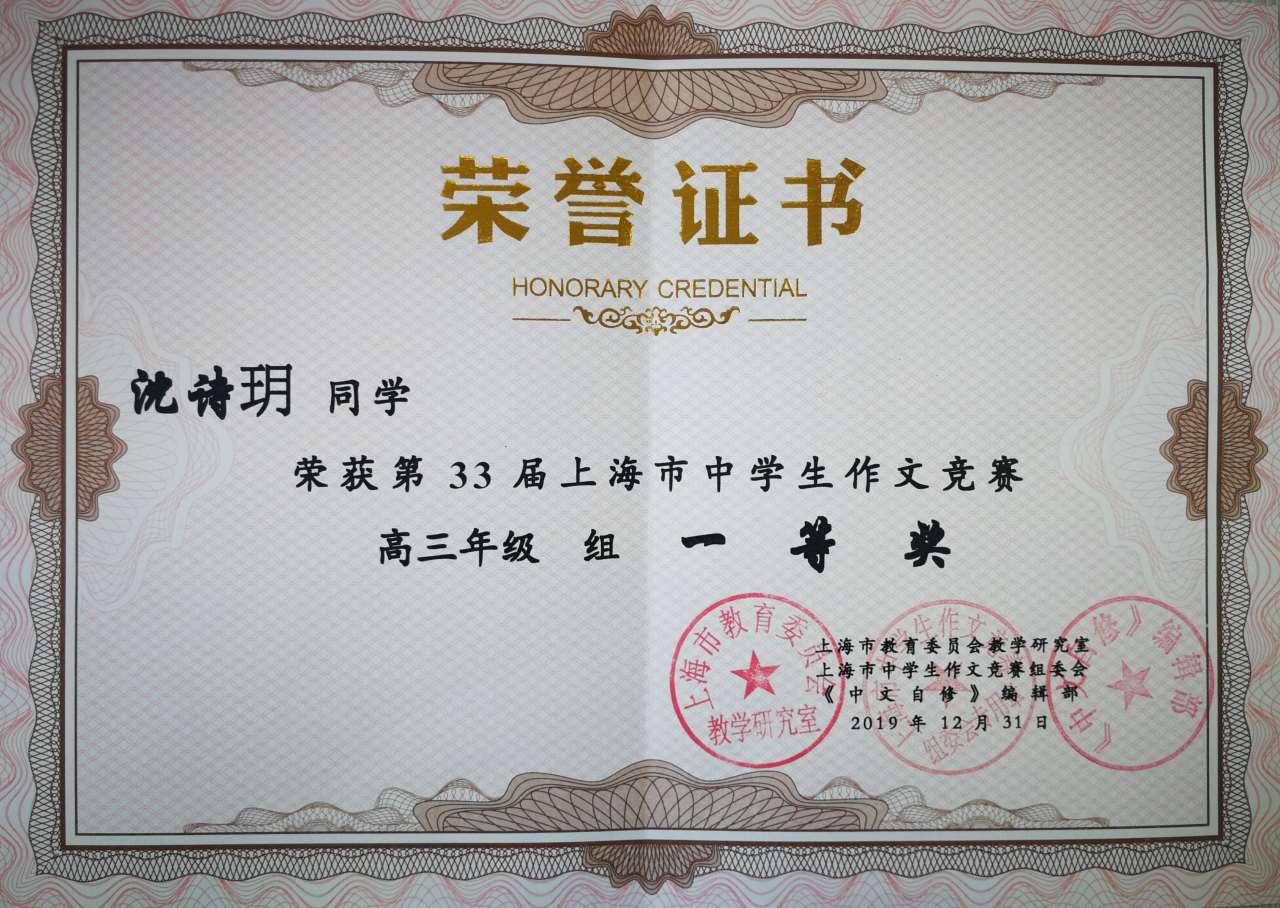 荣誉证书
HONORARY CREDENTIAL
沈诗玥 同学
荣获第 33 届上海市中学生作文竞赛
高三年级 组 一 等 奖
上海市教育委员会教学研究室
上海市中学生作文竞赛组委会
《中文自修》编辑部
2019 年 12 月 31 日
上海市教育委员会
教学研究室
《中文自修》编辑部